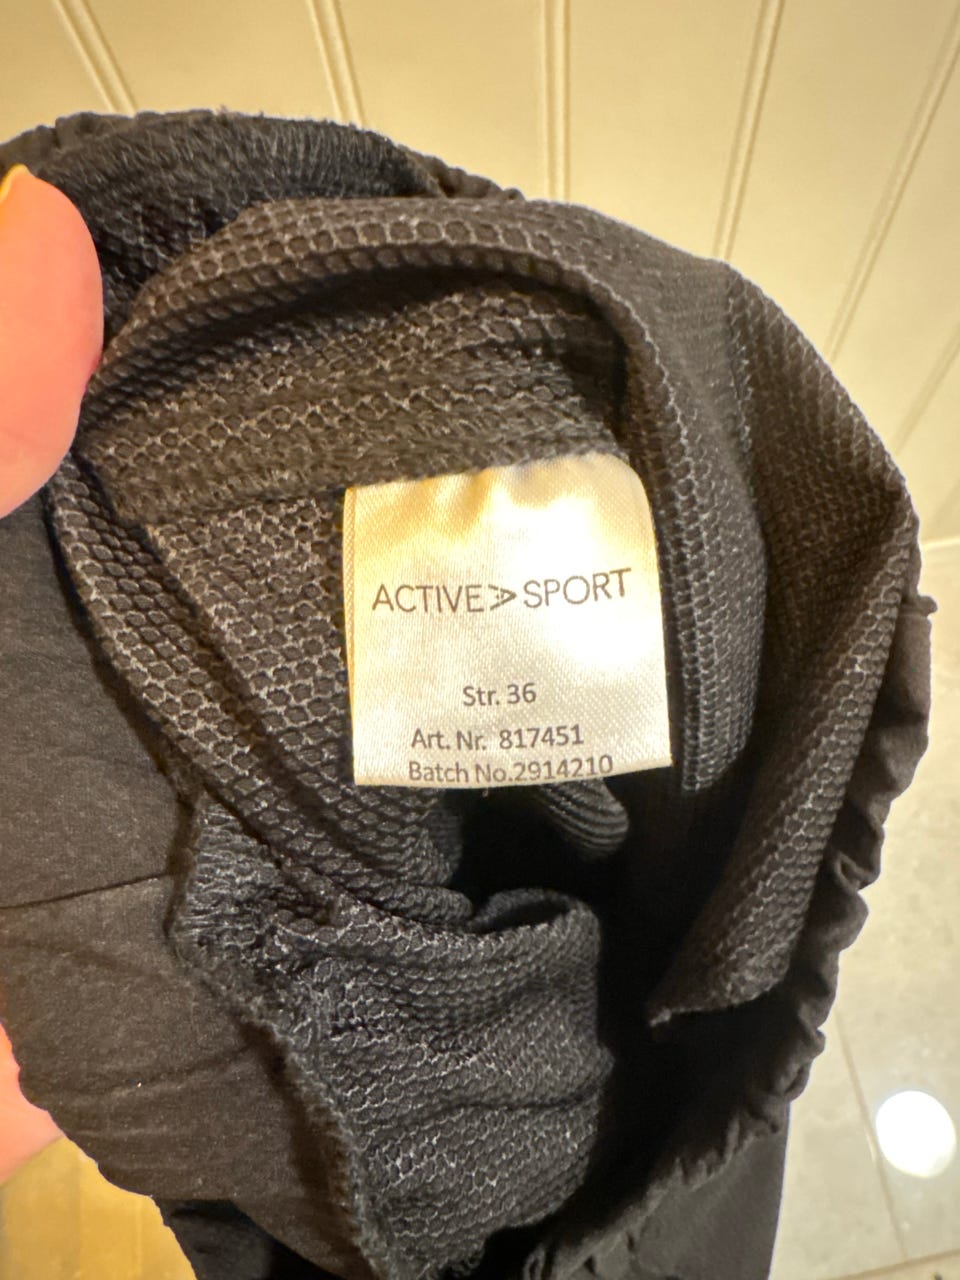 ACTIVE>SPORT
Str. 36
Art. Nr. 817451
Batch No.2914210